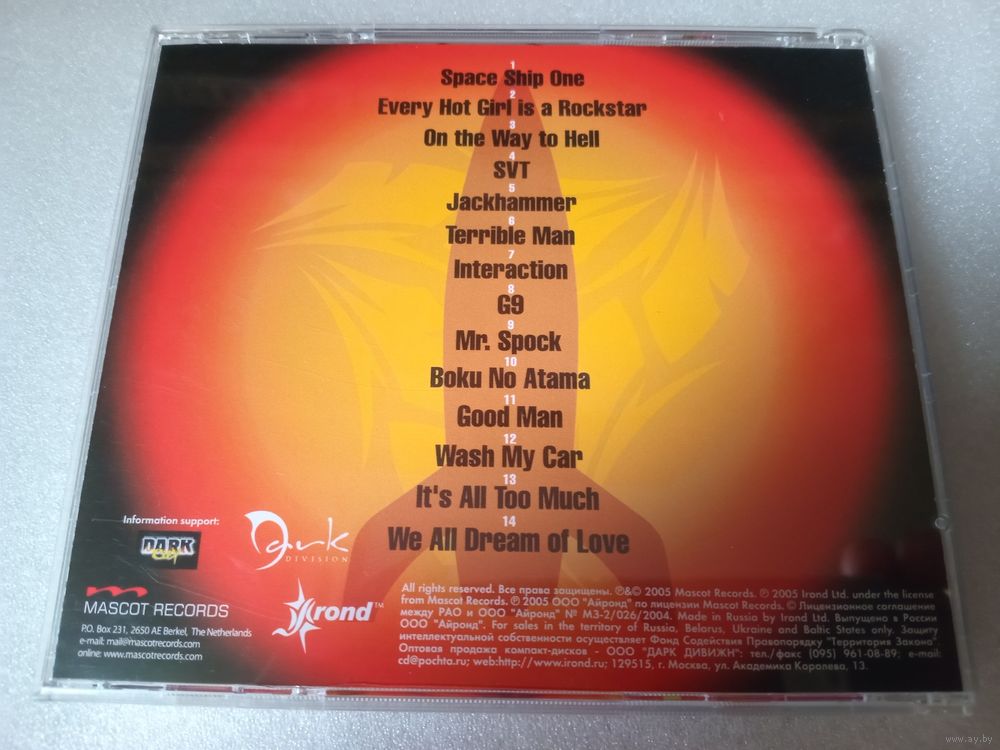 1
Space Ship One
2
Every Hot Girl is a Rockstar
3
On the Way to Hell
4
SVT
5
Jackhammer
6
Terrible Man
7
Interaction
8
G9
9
Mr. Spock
10
Boku No Atama
11
Good Man
12
Wash My Car
13
It's All Too Much
14
We All Dream of Love
Information support:
DARK
City
Dark
DIVISION
MASCOT RECORDS
P.O. Box 231, 2650 AE Berkel, The Netherlands
e-mail: mail@mascotrecords.com
online: www.mascotrecords.com
Irond™
All rights reserved. Все права защищены. ℗&© 2005 Mascot Records. ℗ 2005 Irond Ltd. under the license
from Mascot Records. ℗ 2005 ООО "Айронд" по лицензии Mascot Records. © Лицензионное соглашение
между РАО и ООО "Айронд" № МЗ-2/026/2004. Made in Russia by Irond Ltd. Выпущено в России
ООО "Айронд". For sales in the territory of Russia, Belorus, Ukraine and Baltic States only. Защиту
интеллектуальной собственности осуществляет Фонд Содействия Правопорядку "Территория Закона".
Оптовая продажа компакт-дисков - ООО "ДАРК ДИВИЖН": тел./факс (095) 961-08-89; e-mail:
cd@pochta.ru; web:http://www.irond.ru; 129515, г. Москва, ул. Академика Королева, 13.
www.ay.by